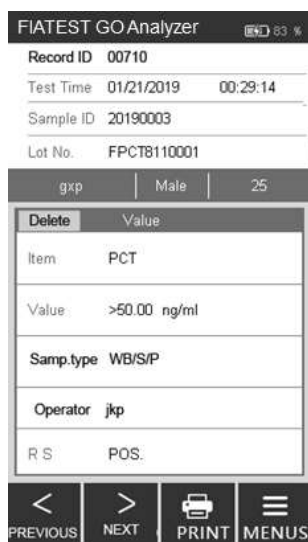 FIATEST GO Analyzer 83 %
Record ID 00710
Test Time 01/21/2019 00:29:14
Sample ID 20190003
Lot No. FPCT8110001
gxp Male 25
Delete Value
Item PCT
Value >50.00 ng/ml
Samp.type WB/S/P
Operator jkp
R S POS.
< > 
PREVIOUS NEXT PRINT MENUS